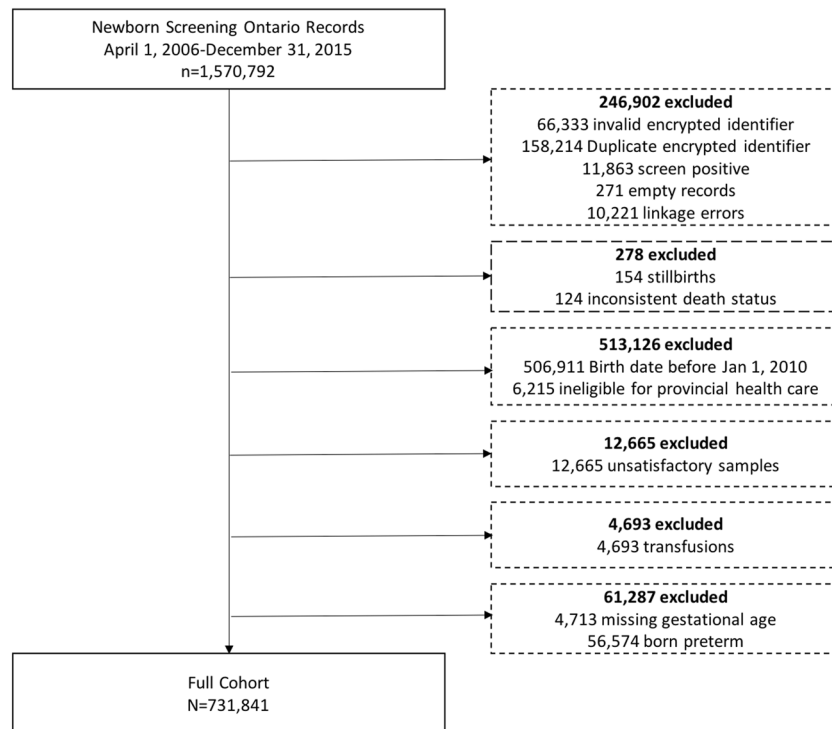 Newborn Screening Ontario Records
April 1, 2006-December 31, 2015
n=1,570,792
246,902 excluded
66,333 invalid encrypted identifier
158,214 Duplicate encrypted identifier
11,863 screen positive
271 empty records
10,221 linkage errors
278 excluded
154 stillbirths
124 inconsistent death status
513,126 excluded
506,911 Birth date before Jan 1, 2010
6,215 ineligible for provincial health care
12,665 excluded
12,665 unsatisfactory samples
4,693 excluded
4,693 transfusions
61,287 excluded
4,713 missing gestational age
56,574 born preterm
Full Cohort
N=731,841